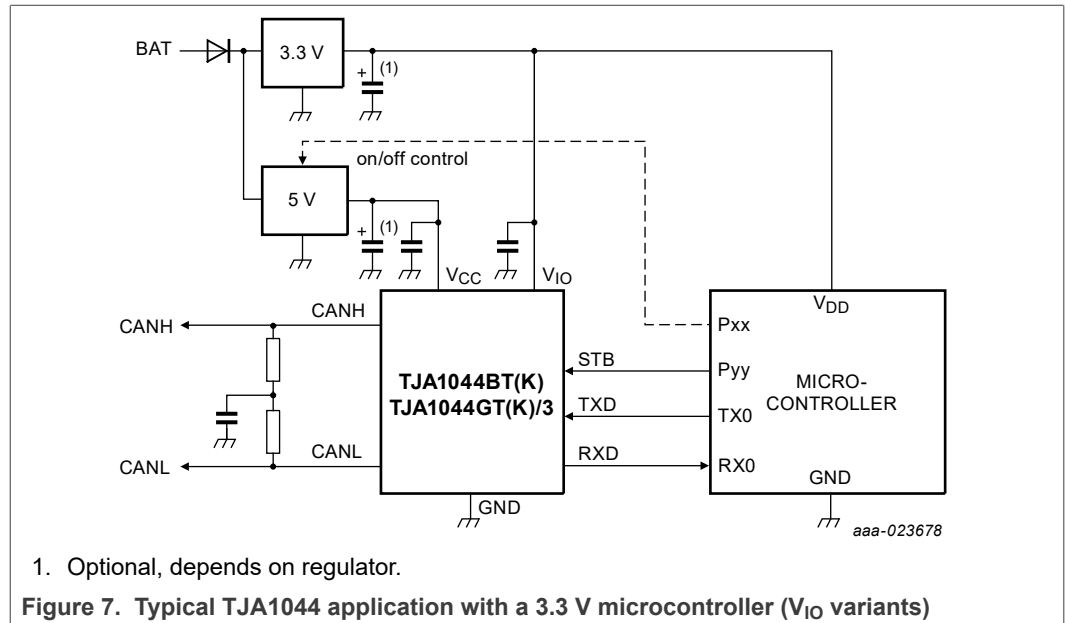 BAT
3.3 V
(1)
+
on/off control
5 V
(1)
+
VCC
VIO
VDD
CANH
CANH
Pxx
STB
Pyy
TJA1044BT(K)
TJA1044GT(K)/3
MICRO-
CONTROLLER
TXD
TX0
RXD
RX0
CANL
CANL
GND
GND
aaa-023678
1. Optional, depends on regulator.
Figure 7. Typical TJA1044 application with a 3.3 V microcontroller (VIO variants)